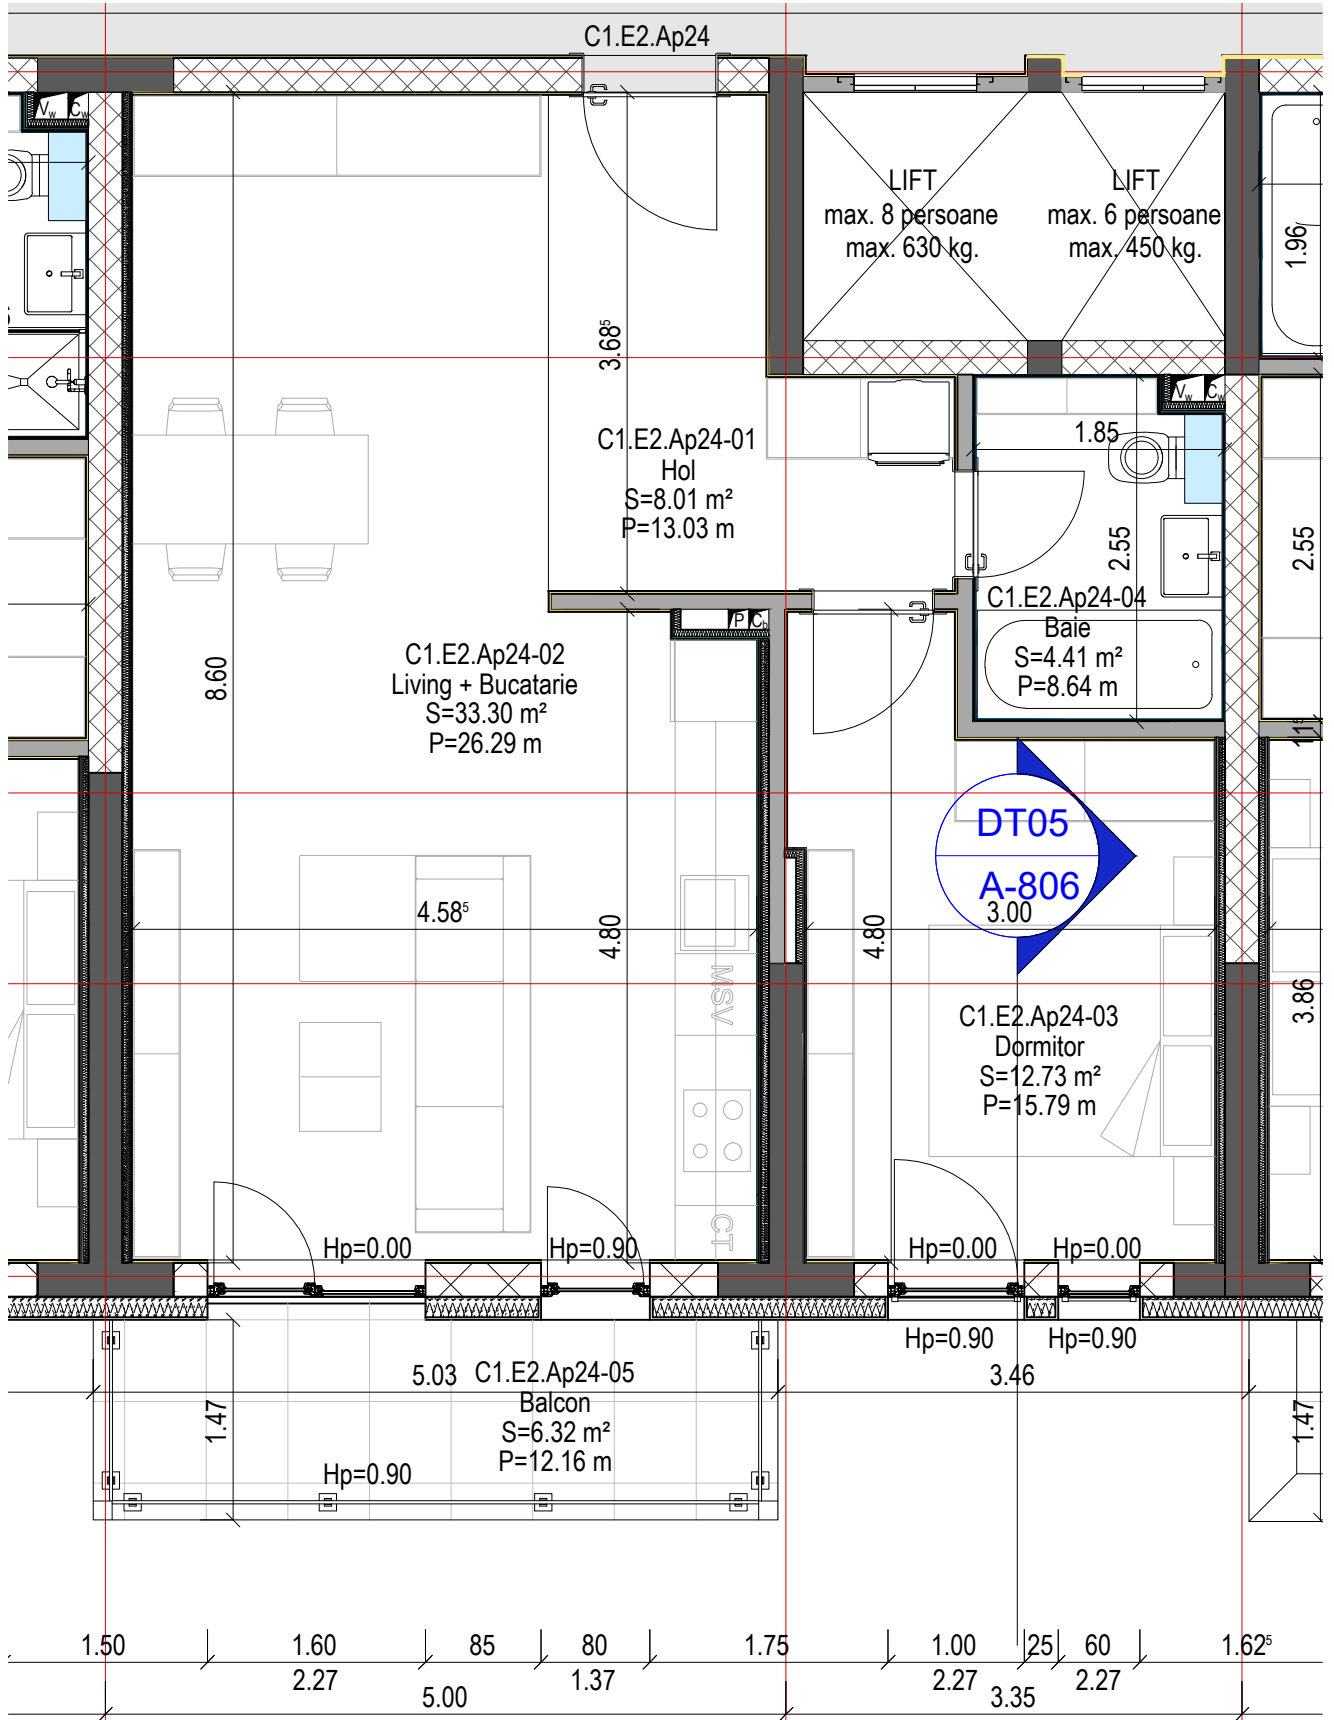 C1.E2.Ap24
Vw Cw
LIFT
max. 8 persoane
max. 630 kg.
LIFT
max. 6 persoane
max. 450 kg.
1.96
3.68⁵
Vw Cw
1.85
C1.E2.Ap24-01
Hol
S=8.01 m²
P=13.03 m
2.55
2.55
C1.E2.Ap24-04
Baie
S=4.41 m²
P=8.64 m
P Cb
C1.E2.Ap24-02
Living + Bucatarie
S=33.30 m²
P=26.29 m
8.60
11⁵
DT05
A-806
4.58⁵
4.80
4.80
3.00
MSV
3.86
C1.E2.Ap24-03
Dormitor
S=12.73 m²
P=15.79 m
CT
Hp=0.00
Hp=0.90
Hp=0.00
Hp=0.00
Hp=0.90
Hp=0.90
5.03
3.46
C1.E2.Ap24-05
Balcon
S=6.32 m²
P=12.16 m
1.47
1.47
Hp=0.90
1.50 1.60 85 80 1.75 1.00 25 60 1.62⁵
2.27 1.37 2.27 2.27
5.00 3.35